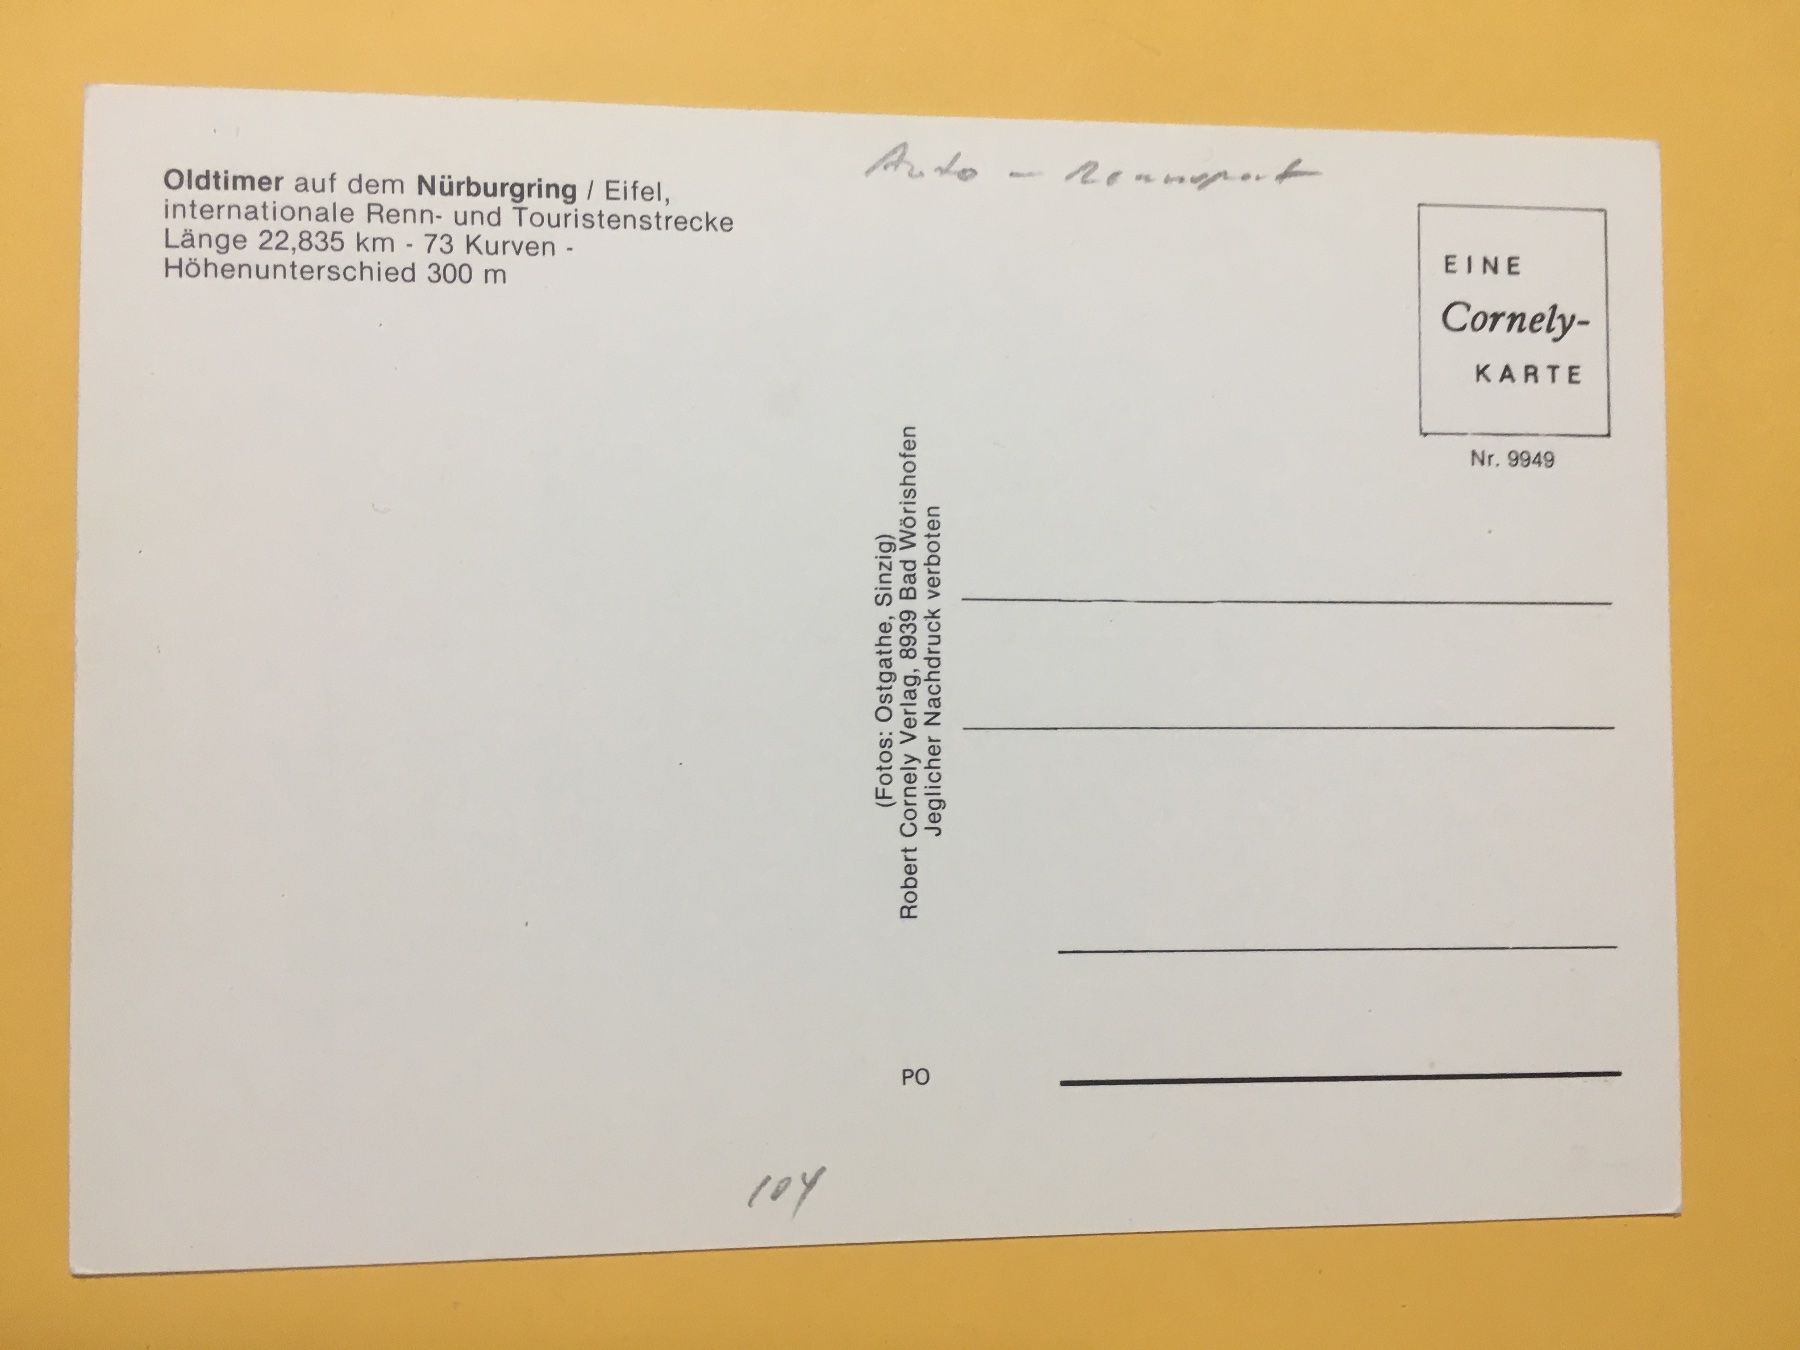 Oldtimer auf dem Nürburgring / Eifel,
internationale Renn- und Touristenstrecke
Länge 22,835 km - 73 Kurven -
Höhenunterschied 300 m
Auto - Rennsport
EINE
Cornely-
KARTE
Nr. 9949
(Fotos: Ostgathe, Sinzig)
Robert Cornely Verlag, 8939 Bad Wörishofen
Jeglicher Nachdruck verboten
PO
104